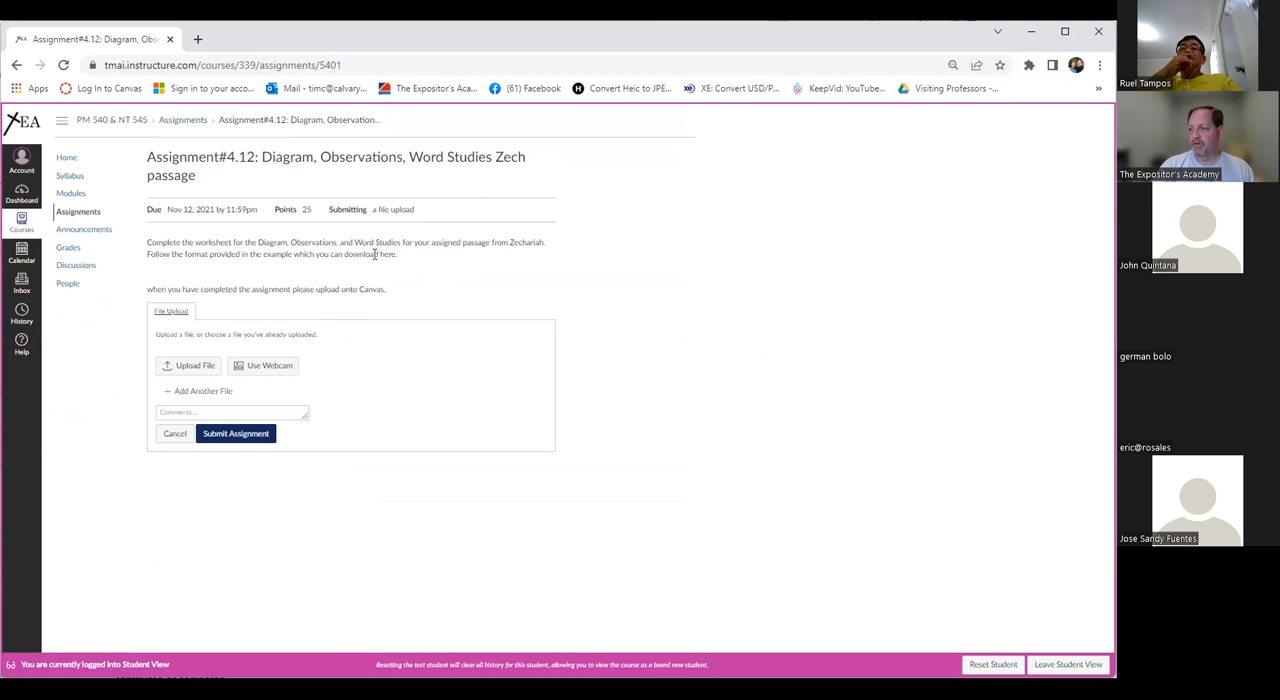 Assignment#4.12: Diagram, Obse
tmai.instructure.com/courses/339/assignments/5401
Apps
Log In to Canvas
Sign in to your acco...
Mail - timc@calvary...
The Expositor's Aca...
(61) Facebook
Convert Heic to JPE...
XE: Convert USD/P...
KeepVid: YouTube...
Visiting Professors -...
»
EA
PM 540 & NT 545 › Assignments › Assignment#4.12: Diagram, Observation...
Account
Dashboard
Courses
Calendar
Inbox
History
Help
Home
Syllabus
Modules
Assignments
Announcements
Grades
Discussions
People
Assignment#4.12: Diagram, Observations, Word Studies Zech
passage
Due Nov 12, 2021 by 11:59pm Points 25 Submitting a file upload
Complete the worksheet for the Diagram, Observations, and Word Studies for your assigned passage from Zechariah.
Follow the format provided in the example which you can download here.
when you have completed the assignment please upload onto Canvas.
File Upload
Upload a file, or choose a file you've already uploaded.
Upload File
Use Webcam
+ Add Another File
Comments...
Cancel
Submit Assignment
You are currently logged into Student View
Resetting the test student will clear all history for this student, allowing you to view the course as a brand new student.
Reset Student
Leave Student View
Ruel Tampos
The Expositor's Academy
John Quintana
german bolo
eric@rosales
Jose Sandy Fuentes